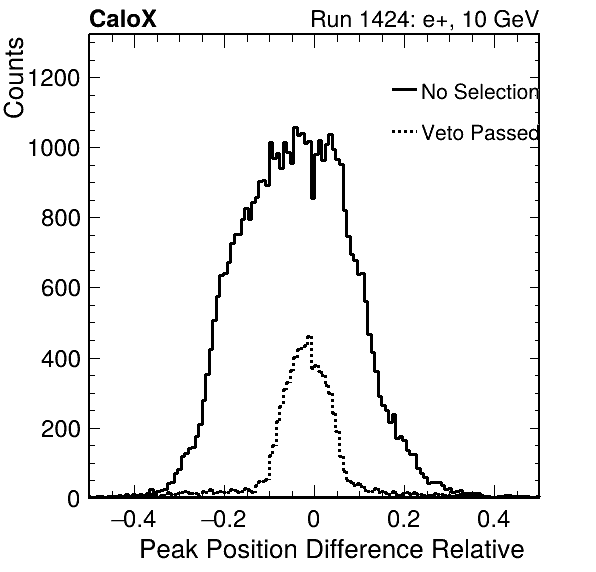 CaloX Run 1424: e+, 10 GeV
Counts
No Selection
Veto Passed
1200
1000
800
600
400
200
0
−0.4 −0.2 0 0.2 0.4
Peak Position Difference Relative